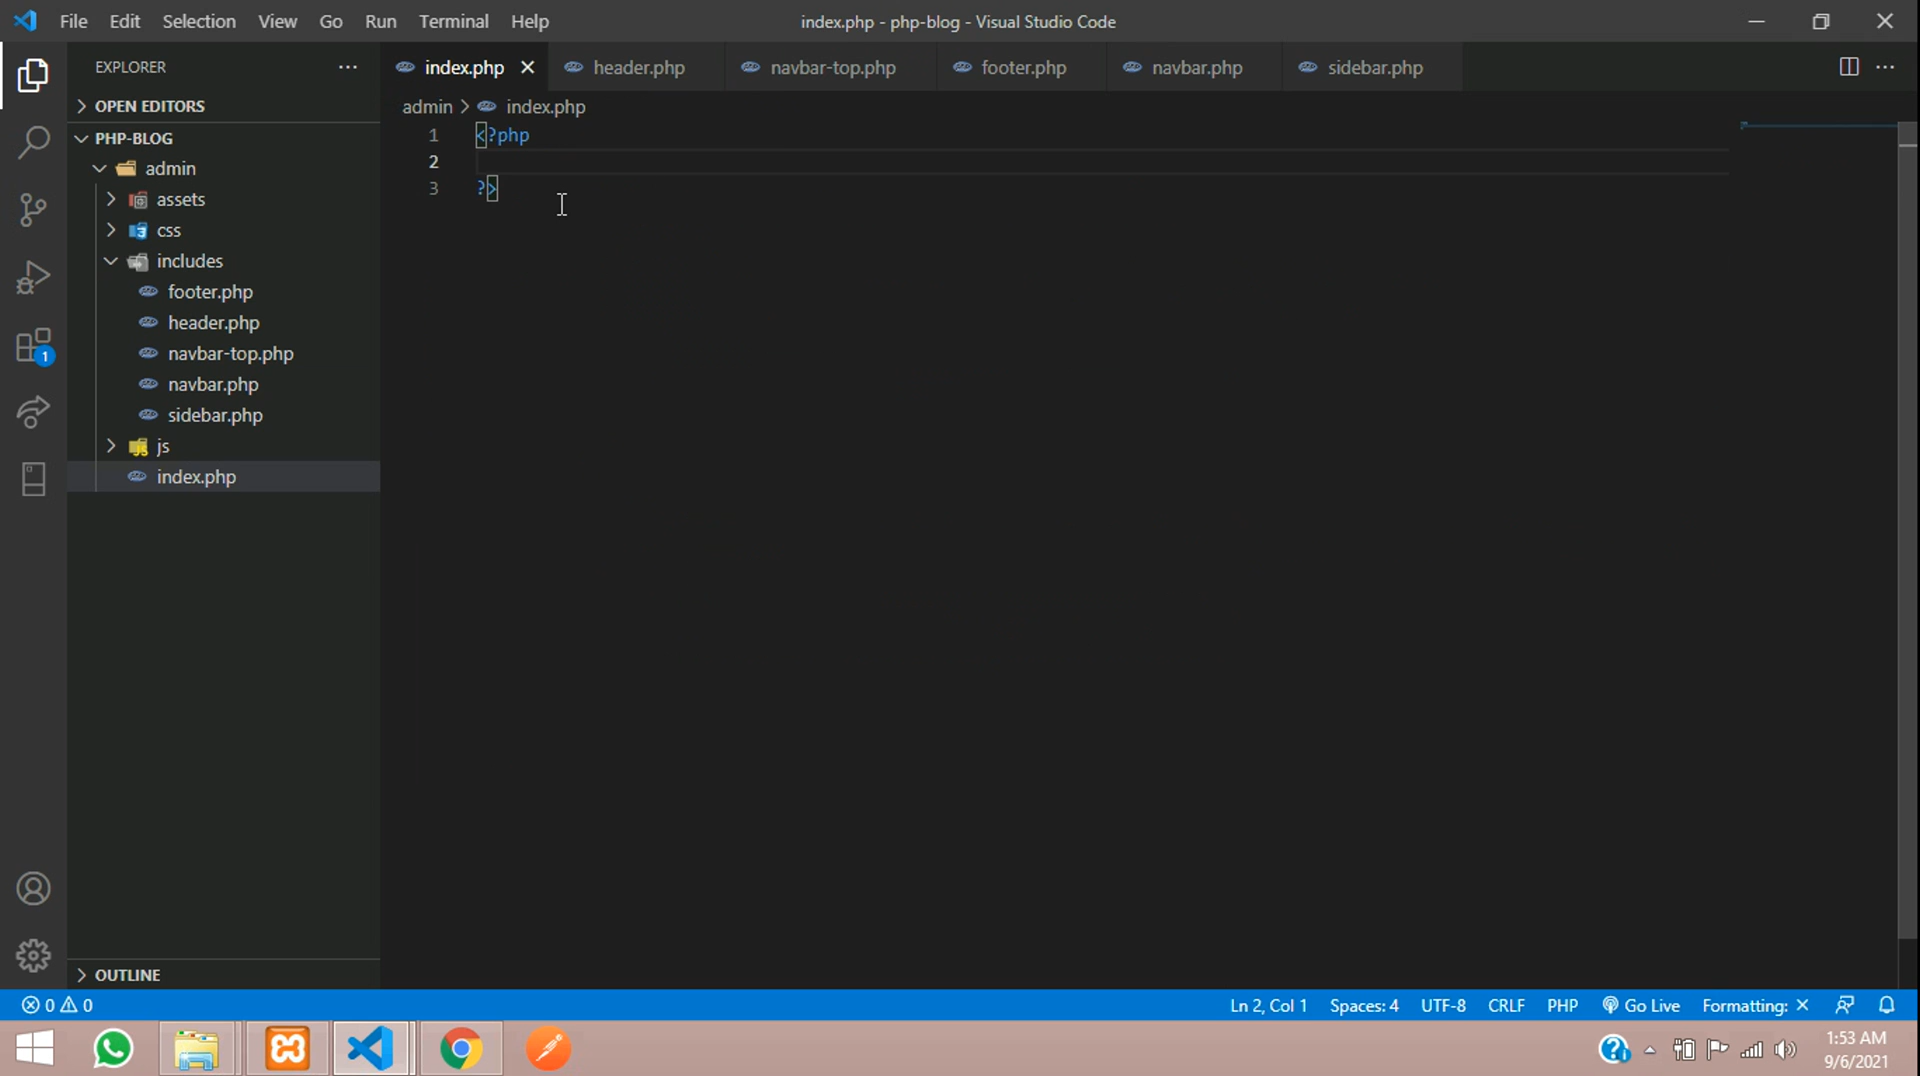 File Edit Selection View Go Run Terminal Help
index.php - php-blog - Visual Studio Code
EXPLORER
index.php header.php navbar-top.php footer.php navbar.php sidebar.php
OPEN EDITORS
admin > index.php
PHP-BLOG
admin
assets
css
includes
footer.php
header.php
navbar-top.php
navbar.php
sidebar.php
js
index.php
1 <?php
2
3 ?>
1
OUTLINE
0 0
Ln 2, Col 1 Spaces: 4 UTF-8 CRLF PHP Go Live Formatting: ×
1:53 AM
9/6/2021